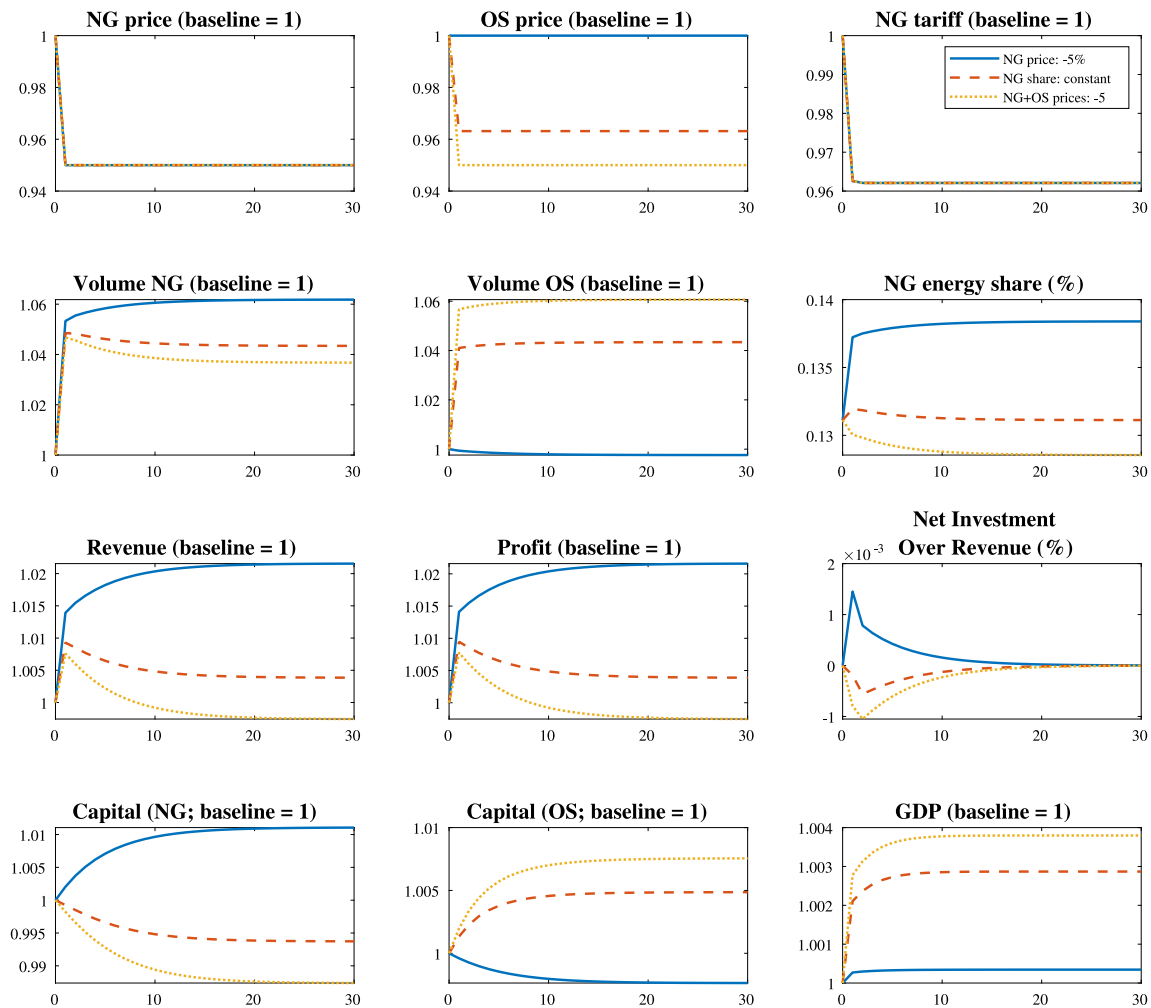 NG price (baseline = 1)
OS price (baseline = 1)
NG tariff (baseline = 1)
1
0.98
0.96
0.94
0 10 20 30
1
0.98
0.96
0.94
0 10 20 30
1
0.99
0.98
0.97
0.96
0 10 20 30
NG price: -5%
NG share: constant
NG+OS prices: -5
Volume NG (baseline = 1)
Volume OS (baseline = 1)
NG energy share (%)
1.06
1.04
1.02
1
0 10 20 30
1.06
1.04
1.02
1
0 10 20 30
0.14
0.135
0.13
0 10 20 30
Revenue (baseline = 1)
Profit (baseline = 1)
Net Investment
Over Revenue (%)
1.02
1.015
1.01
1.005
1
0 10 20 30
1.02
1.015
1.01
1.005
1
0 10 20 30
×10⁻³
2
1
0
-1
0 10 20 30
Capital (NG; baseline = 1)
Capital (OS; baseline = 1)
GDP (baseline = 1)
1.01
1.005
1
0.995
0.99
0 10 20 30
1.01
1.005
1
0 10 20 30
1.004
1.003
1.002
1.001
1
0 10 20 30